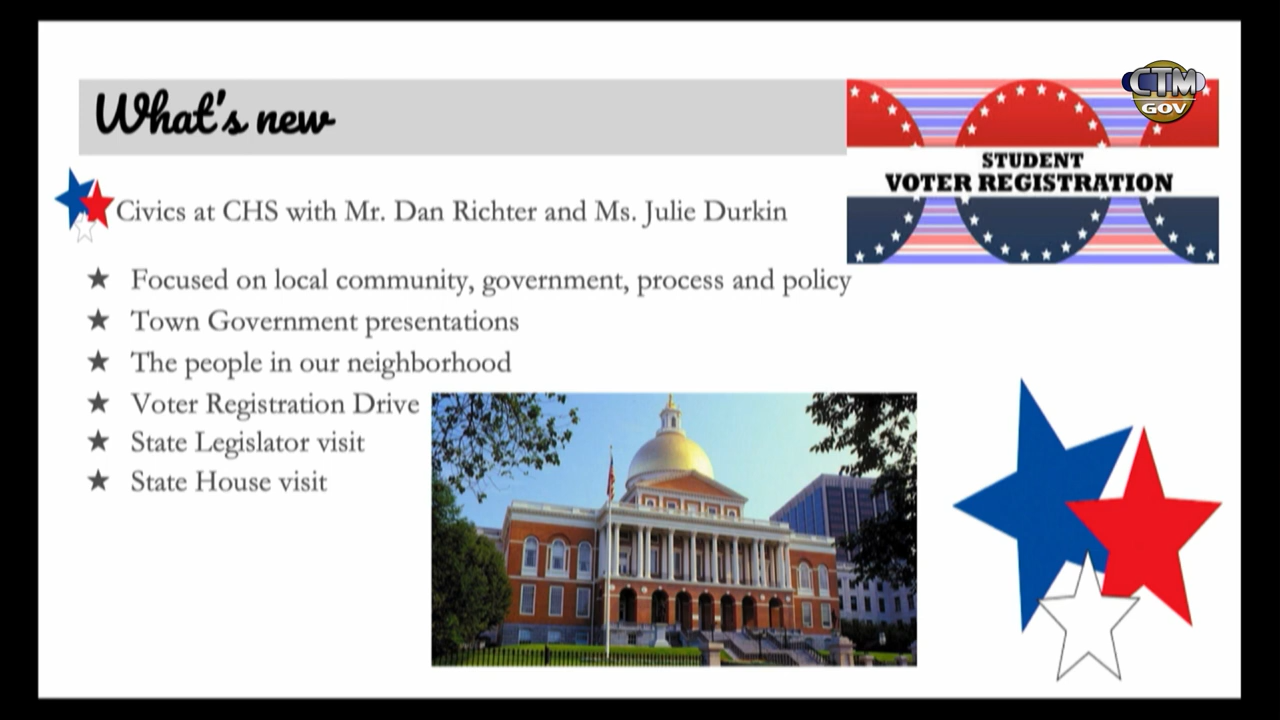 What's new
CTM
GOV
STUDENT
VOTER REGISTRATION
Civics at CHS with Mr. Dan Richter and Ms. Julie Durkin
★ Focused on local community, government, process and policy
★ Town Government presentations
★ The people in our neighborhood
★ Voter Registration Drive
★ State Legislator visit
★ State House visit